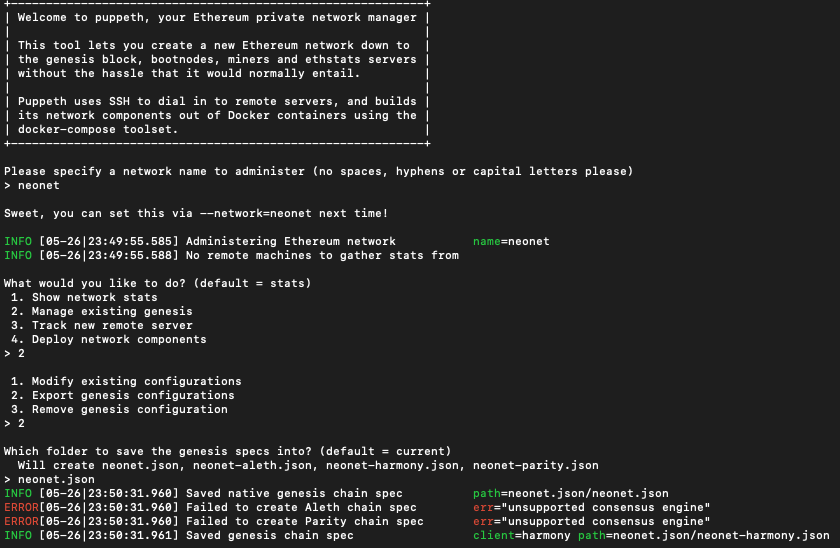 +-----------------------------------------------------------+
| Welcome to puppeth, your Ethereum private network manager |
|                                                           |
| This tool lets you create a new Ethereum network down to  |
| the genesis block, bootnodes, miners and ethstats servers |
| without the hassle that it would normally entail.         |
|                                                           |
| Puppeth uses SSH to dial in to remote servers, and builds |
| its network components out of Docker containers using the |
| docker-compose toolset.                                   |
+-----------------------------------------------------------+
Please specify a network name to administer (no spaces, hyphens or capital letters please)
> neonet
Sweet, you can set this via --network=neonet next time!
INFO [05-26|23:49:55.585] Administering Ethereum network           name=neonet
INFO [05-26|23:49:55.588] No remote machines to gather stats from
What would you like to do? (default = stats)
 1. Show network stats
 2. Manage existing genesis
 3. Track new remote server
 4. Deploy network components
> 2
 1. Modify existing configurations
 2. Export genesis configurations
 3. Remove genesis configuration
> 2
Which folder to save the genesis specs into? (default = current)
  Will create neonet.json, neonet-aleth.json, neonet-harmony.json, neonet-parity.json
> neonet.json
INFO [05-26|23:50:31.960] Saved native genesis chain spec          path=neonet.json/neonet.json
ERROR[05-26|23:50:31.960] Failed to create Aleth chain spec        err="unsupported consensus engine"
ERROR[05-26|23:50:31.960] Failed to create Parity chain spec       err="unsupported consensus engine"
INFO [05-26|23:50:31.961] Saved genesis chain spec                 client=harmony path=neonet.json/neonet-harmony.json